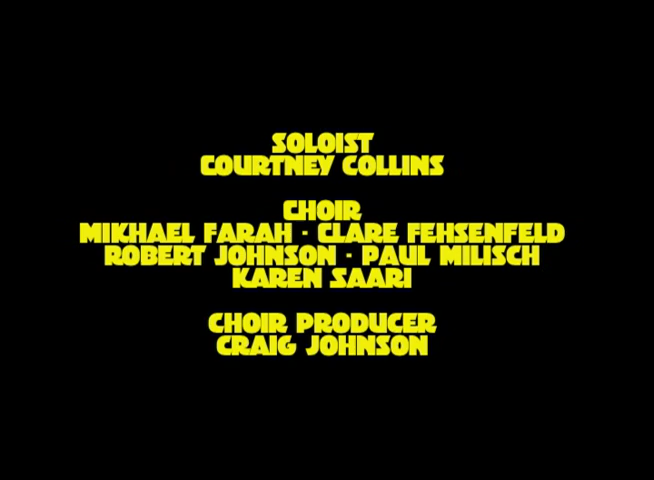 SOLOIST
COURTNEY COLLINS
CHOIR
MIKHAEL FARAH · CLARE FEHSENFELD
ROBERT JOHNSON · PAUL MILISCH
KAREN SAARI
CHOIR PRODUCER
CRAIG JOHNSON